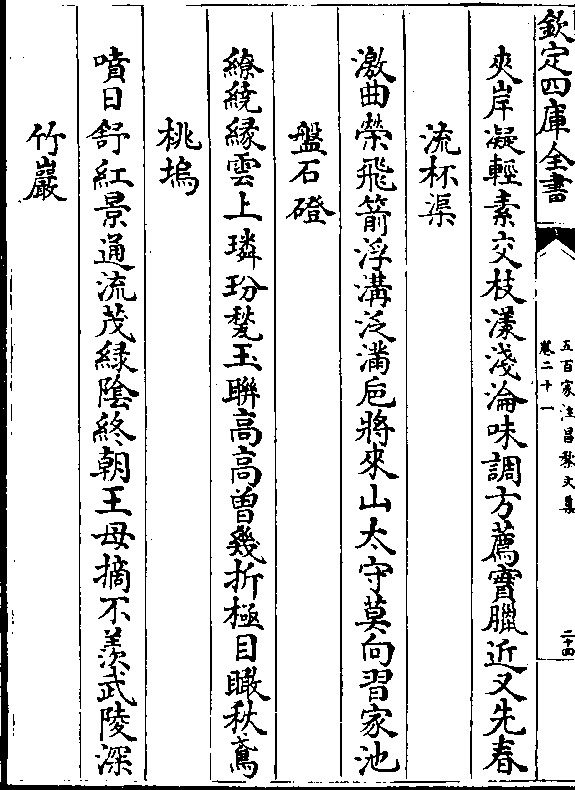 欽定四庫全書
五百家注昌黎文集
卷二十一
二十四
夾岸凝輕素交枝漾淺淪味調方薦寶臘近又先春
流杯渠
激曲縈飛箭浮溝泛滿巵將來山太守莫向習家池
盤石磴
繚繞縁雲上璘玢甃玉聯高高曽幾折極目瞰秋鳶
桃塢
噴日舒紅景通流茂緑陰終朝王母摘不羨武陵深
竹巖